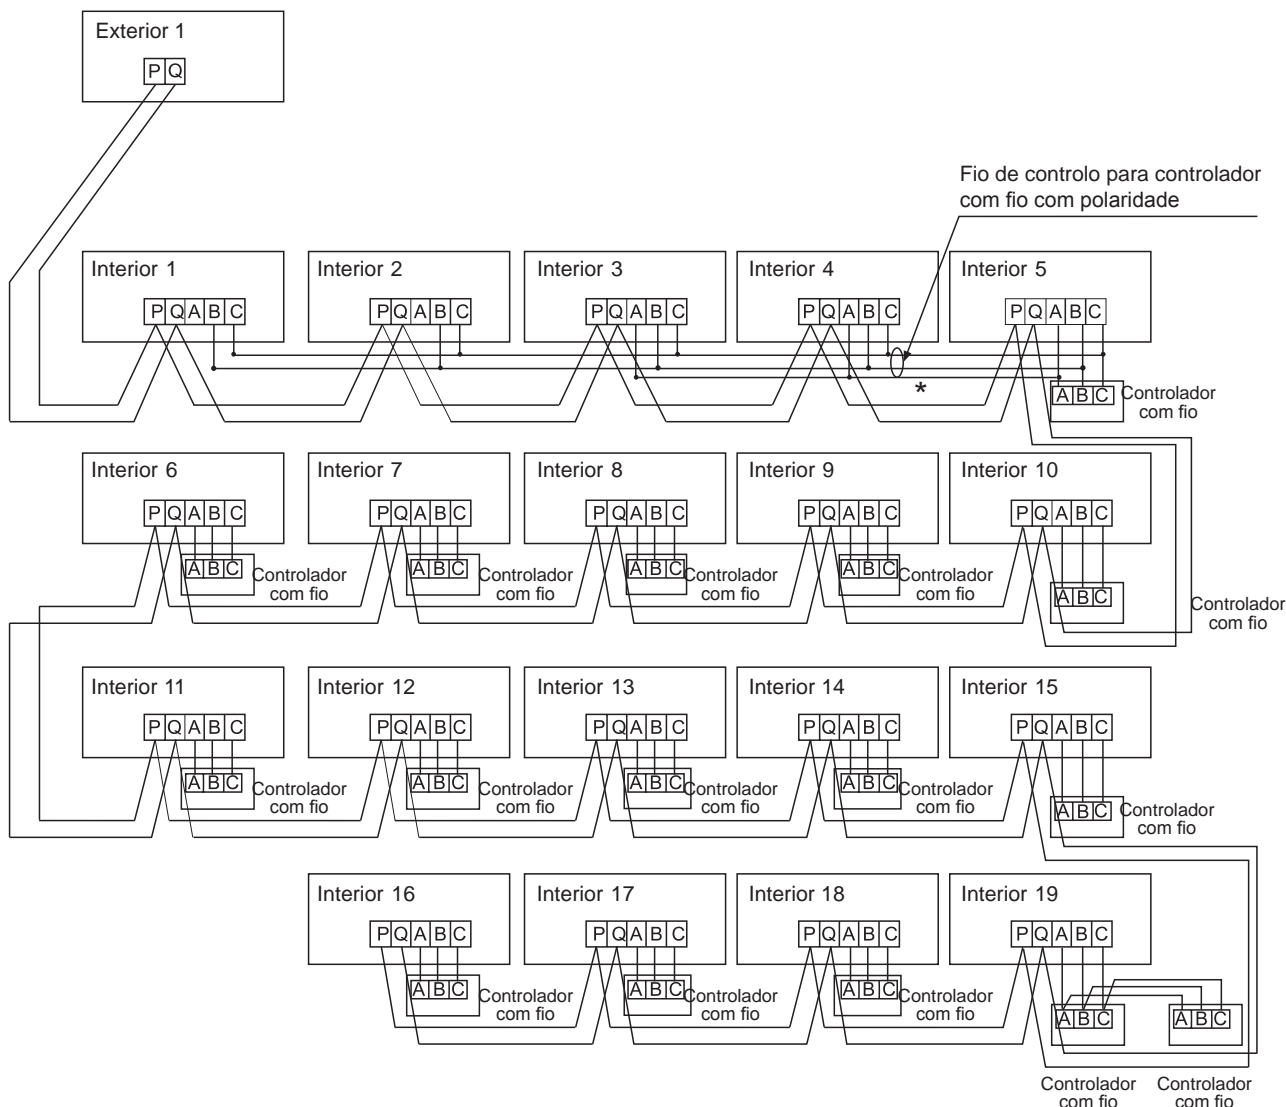 Exterior 1
P Q
Fio de controlo para controlador
com fio com polaridade
Interior 1
P Q A B C
Interior 2
P Q A B C
Interior 3
P Q A B C
Interior 4
P Q A B C
Interior 5
P Q A B C
*
A B C
Controlador
com fio
Interior 6
P Q A B C
A B C
Controlador
com fio
Interior 7
P Q A B C
A B C
Controlador
com fio
Interior 8
P Q A B C
A B C
Controlador
com fio
Interior 9
P Q A B C
A B C
Controlador
com fio
Interior 10
P Q A B C
A B C
Controlador
com fio
Interior 11
P Q A B C
A B C
Controlador
com fio
Interior 12
P Q A B C
A B C
Controlador
com fio
Interior 13
P Q A B C
A B C
Controlador
com fio
Interior 14
P Q A B C
A B C
Controlador
com fio
Interior 15
P Q A B C
A B C
Controlador
com fio
Interior 16
P Q A B C
A B C
Controlador
com fio
Interior 17
P Q A B C
A B C
Controlador
com fio
Interior 18
P Q A B C
A B C
Controlador
com fio
Interior 19
P Q A B C
A B C
Controlador
com fio
A B C
Controlador
com fio